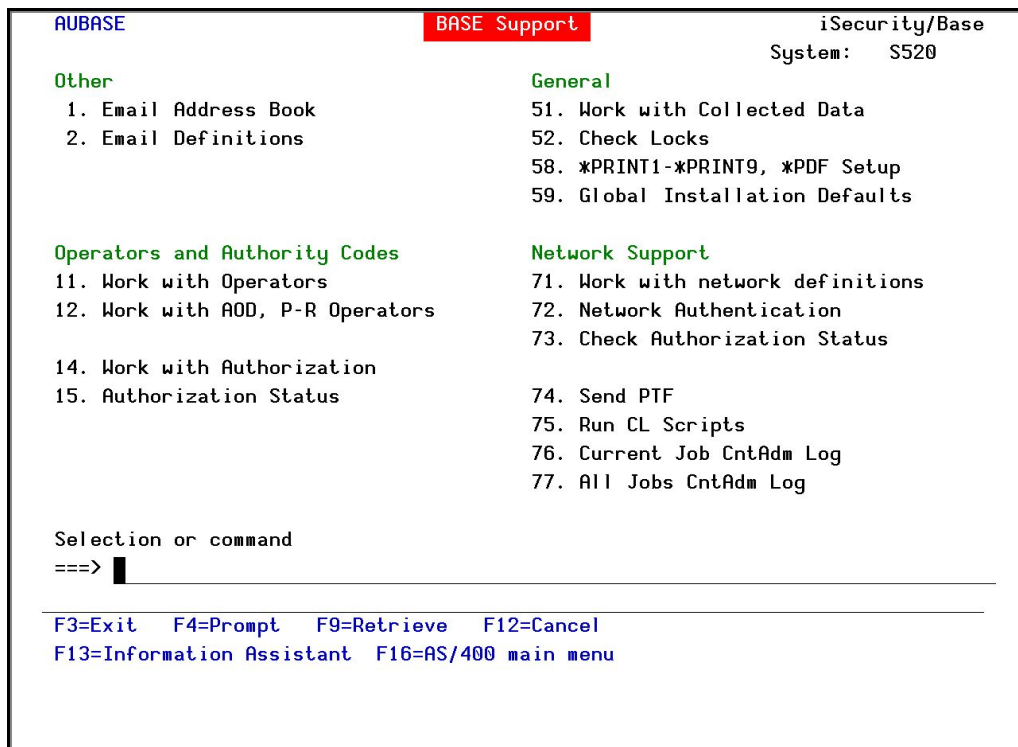 AUBASE BASE Support iSecurity/Base
System: S520
Other General
1. Email Address Book 51. Work with Collected Data
2. Email Definitions 52. Check Locks
58. *PRINT1-*PRINT9, *PDF Setup
59. Global Installation Defaults
Operators and Authority Codes Network Support
11. Work with Operators 71. Work with network definitions
12. Work with AOD, P-R Operators 72. Network Authentication
73. Check Authorization Status
14. Work with Authorization
15. Authorization Status 74. Send PTF
75. Run CL Scripts
76. Current Job CntAdm Log
77. All Jobs CntAdm Log
Selection or command
===>
F3=Exit F4=Prompt F9=Retrieve F12=Cancel
F13=Information Assistant F16=AS/400 main menu